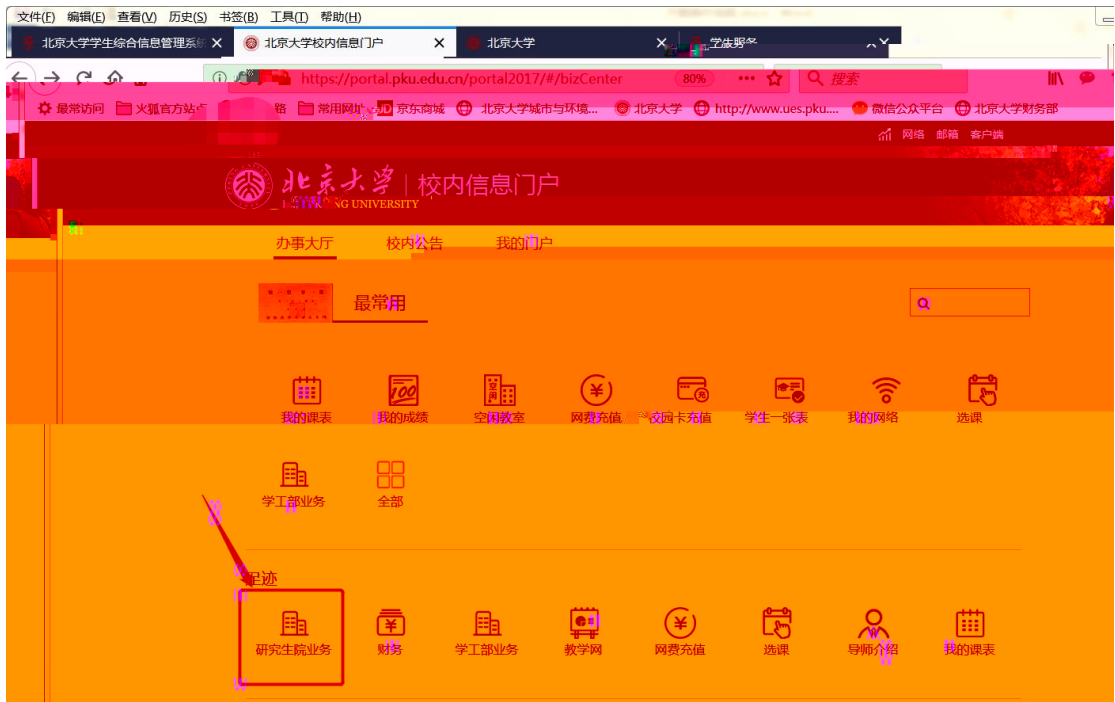 文件(F) 编辑(E) 查看(V) 历史(S) 书签(B) 工具(T) 帮助(H)
北京大学学生综合信息管理系统 × 北京大学校内信息门户 × 北京大学 ×
https://portal.pku.edu.cn/portal2017/#/bizCenter 80% ••• 搜索
最常访问 火狐官方站点 常用网址 JD 京东商城 北京大学城市与环境... 北京大学 http://www.ues.pku.... 微信公众平台 北京大学财务部
网络 邮箱 客户端
北京大学 校内信息门户
UNIVERSITY
办事大厅 校内公告 我的门户
最常用
我的课表 我的成绩 空闲教室 网费充值 校园卡充值 学生一张表 我的网络 选课
学工部业务 全部
足迹
研究生院业务 财务 学工部业务 教学网 网费充值 选课 导师介绍 我的课表